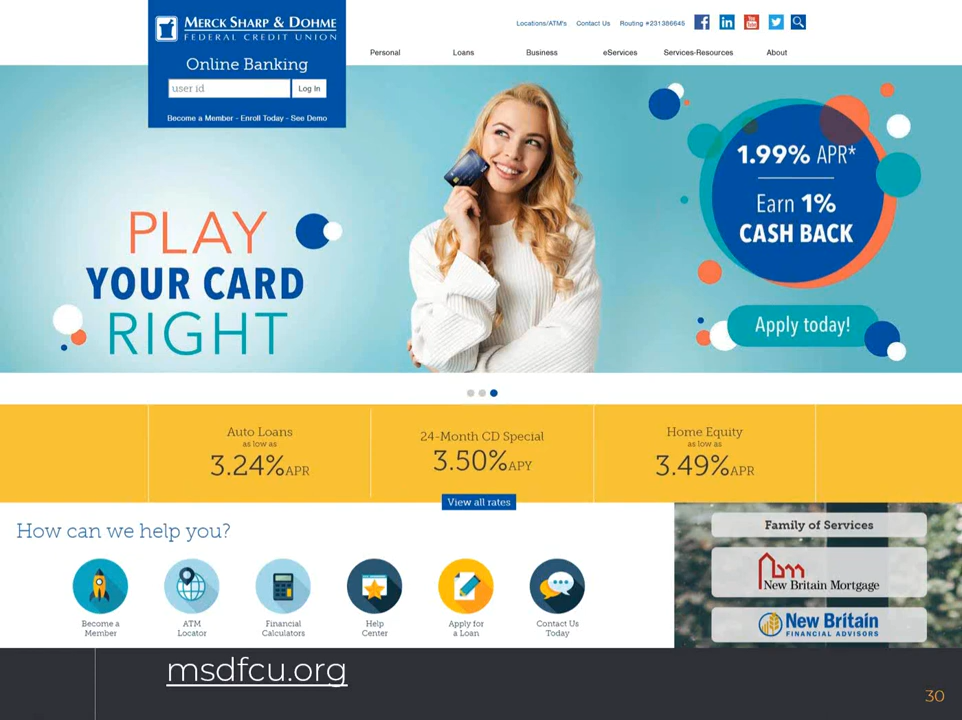 MERCK SHARP & DOHME
FEDERAL CREDIT UNION
Online Banking
user id
Log In
Become a Member - Enroll Today - See Demo
Locations/ATM's Contact Us Routing #231386645
Personal Loans Business eServices Services-Resources About
PLAY
YOUR CARD
RIGHT
1.99% APR*
Earn 1%
CASH BACK
Apply today!
Auto Loans
as low as
3.24% APR
24-Month CD Special
3.50% APY
Home Equity
as low as
3.49% APR
View all rates
How can we help you?
Become a
Member
ATM
Locator
Financial
Calculators
Help
Center
Apply for
a Loan
Contact Us
Today
Family of Services
New Britain Mortgage
New Britain
FINANCIAL ADVISORS
msdfcu.org
30